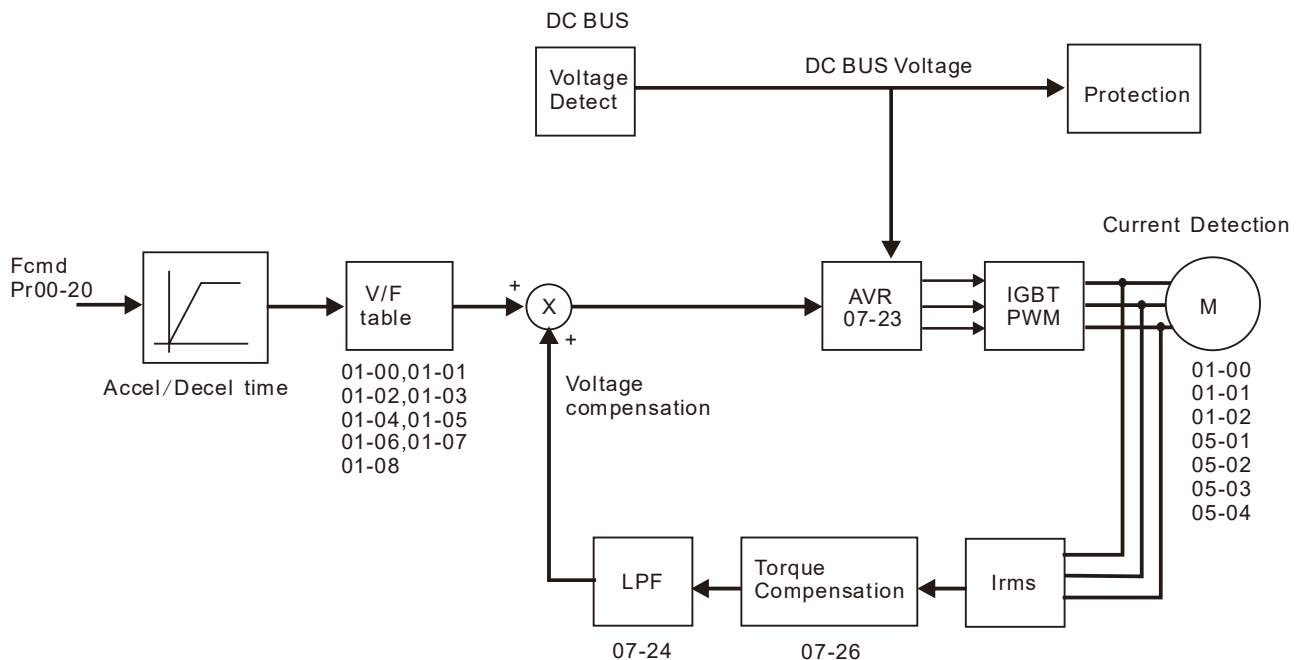 DC BUS
Voltage
Detect
DC BUS Voltage
Protection
Current Detection
Fcmd
Pr00-20
Accel/Decel time
V/F
table
01-00,01-01
01-02,01-03
01-04,01-05
01-06,01-07
01-08
+
X
+
Voltage
compensation
AVR
07-23
IGBT
PWM
M
01-00
01-01
01-02
05-01
05-02
05-03
05-04
LPF
07-24
Torque
Compensation
07-26
Irms